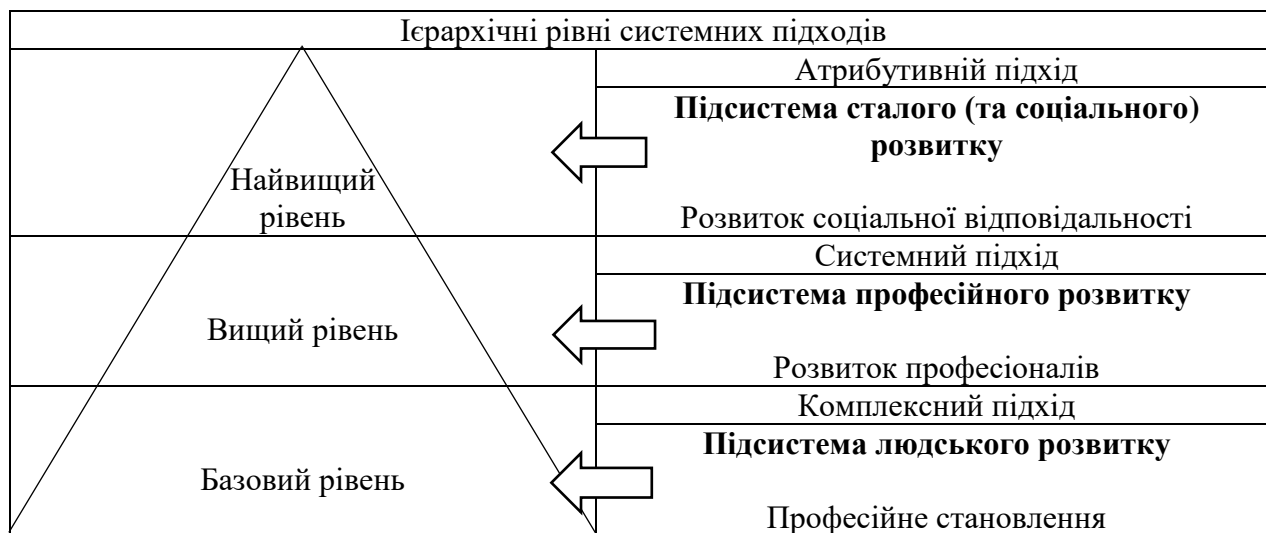 Ієрархічні рівні системних підходів
Атрибутивній підхід
Підсистема сталого (та соціального)
розвитку
Найвищий
рівень
Розвиток соціальної відповідальності
Системний підхід
Підсистема професійного розвитку
Вищий рівень
Розвиток професіоналів
Комплексний підхід
Підсистема людського розвитку
Базовий рівень
Професійне становлення